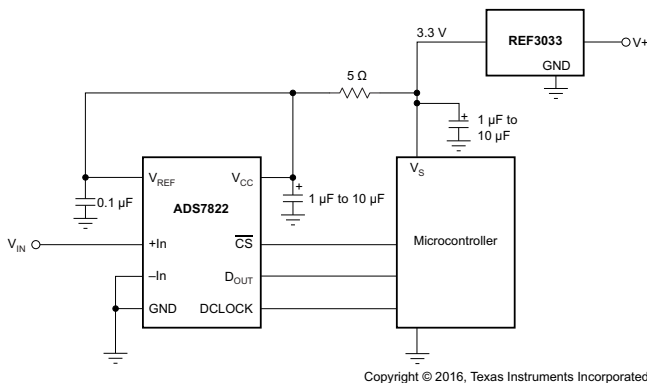 3.3 V
REF3033
V+
GND
5 Ω
1 µF to
10 µF
+
VREF
VCC
VS
0.1 µF
ADS7822
+
1 µF to 10 µF
VIN
+In
CS
Microcontroller
–In
DOUT
GND
DCLOCK
Copyright © 2016, Texas Instruments Incorporated